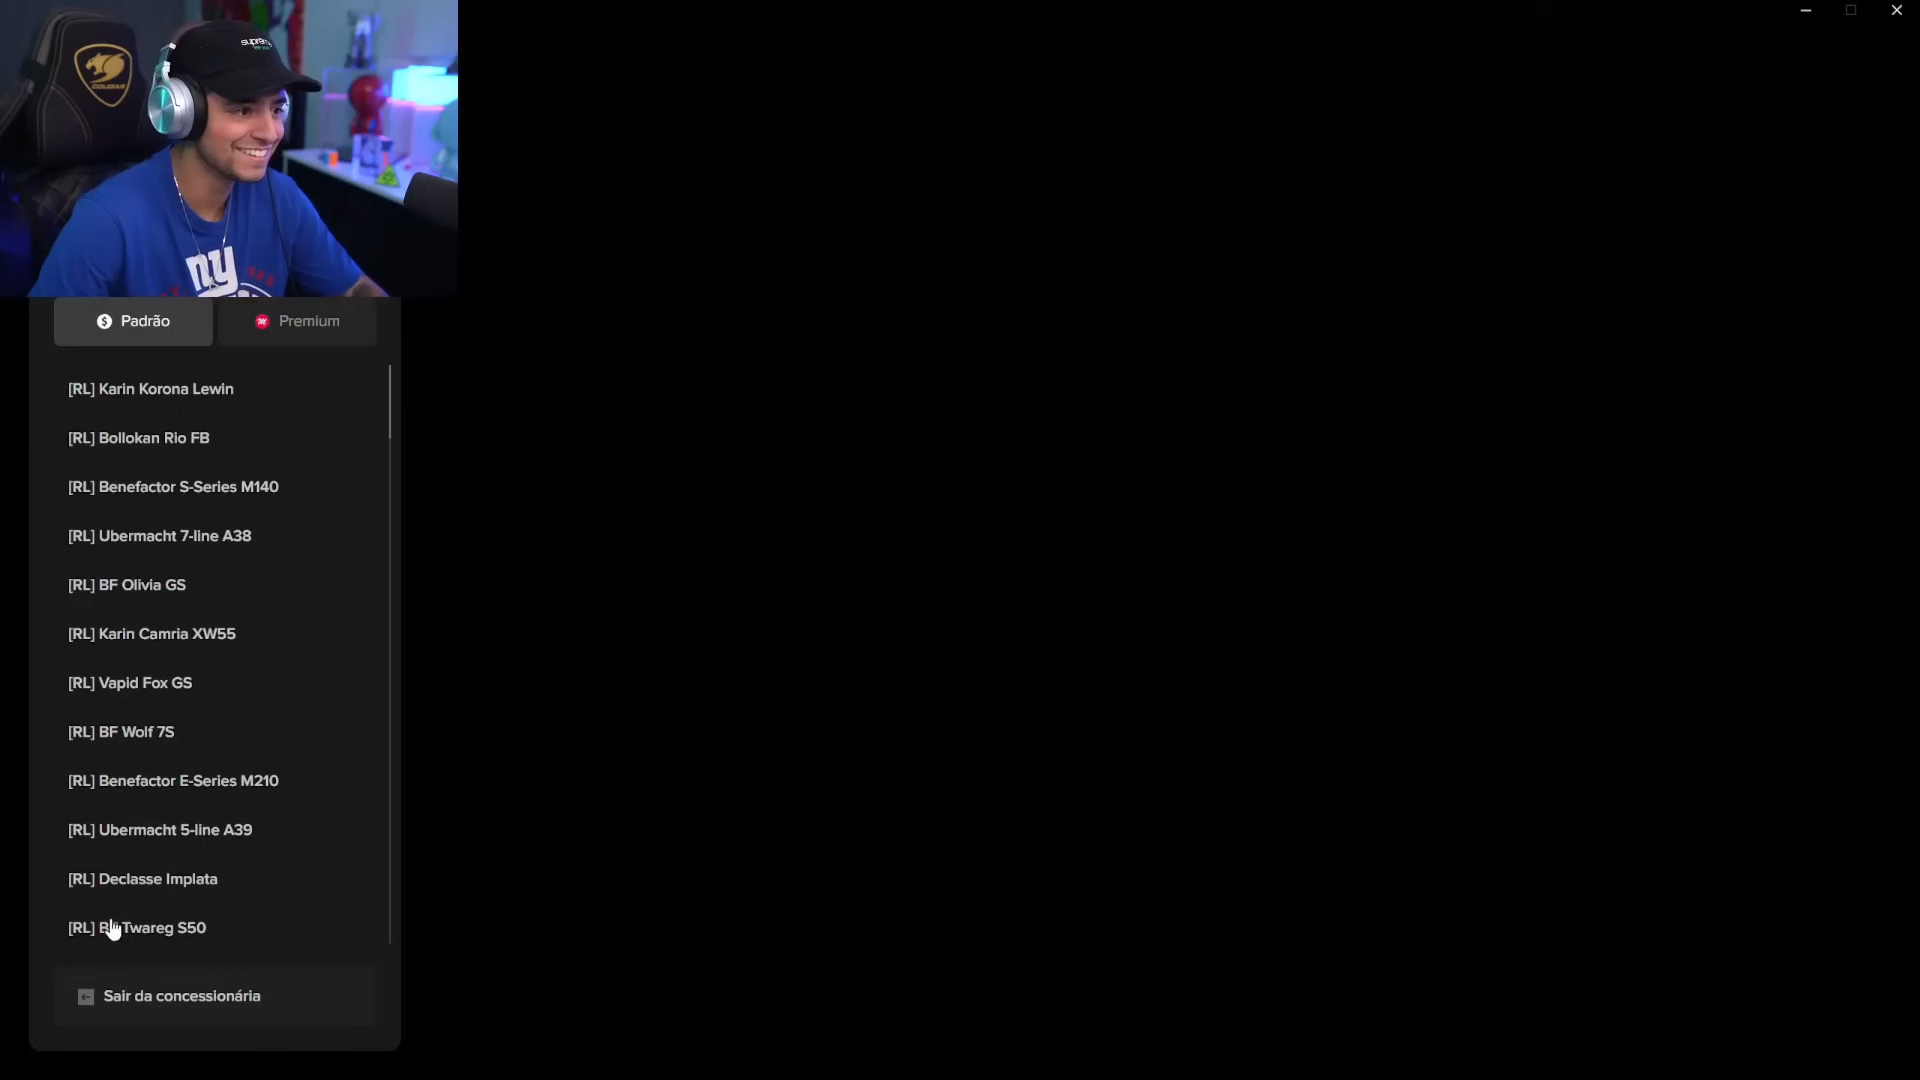 COUGAR
ny
Padrão
Premium
[RL] Karin Korona Lewin
[RL] Bollokan Rio FB
[RL] Benefactor S-Series M140
[RL] Ubermacht 7-line A38
[RL] BF Olivia GS
[RL] Karin Camria XW55
[RL] Vapid Fox GS
[RL] BF Wolf 7S
[RL] Benefactor E-Series M210
[RL] Ubermacht 5-line A39
[RL] Declasse Implata
[RL] Twareg S50
Sair da concessionária